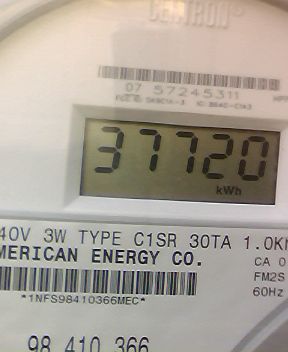 CENTRON®
07 57245311
37720
kWh
40V 3W TYPE C1SR 30TA 1.0K
MERICAN ENERGY CO.
CA 0
FM2S
60Hz
*1NFS98410366MEC*
98 410 366